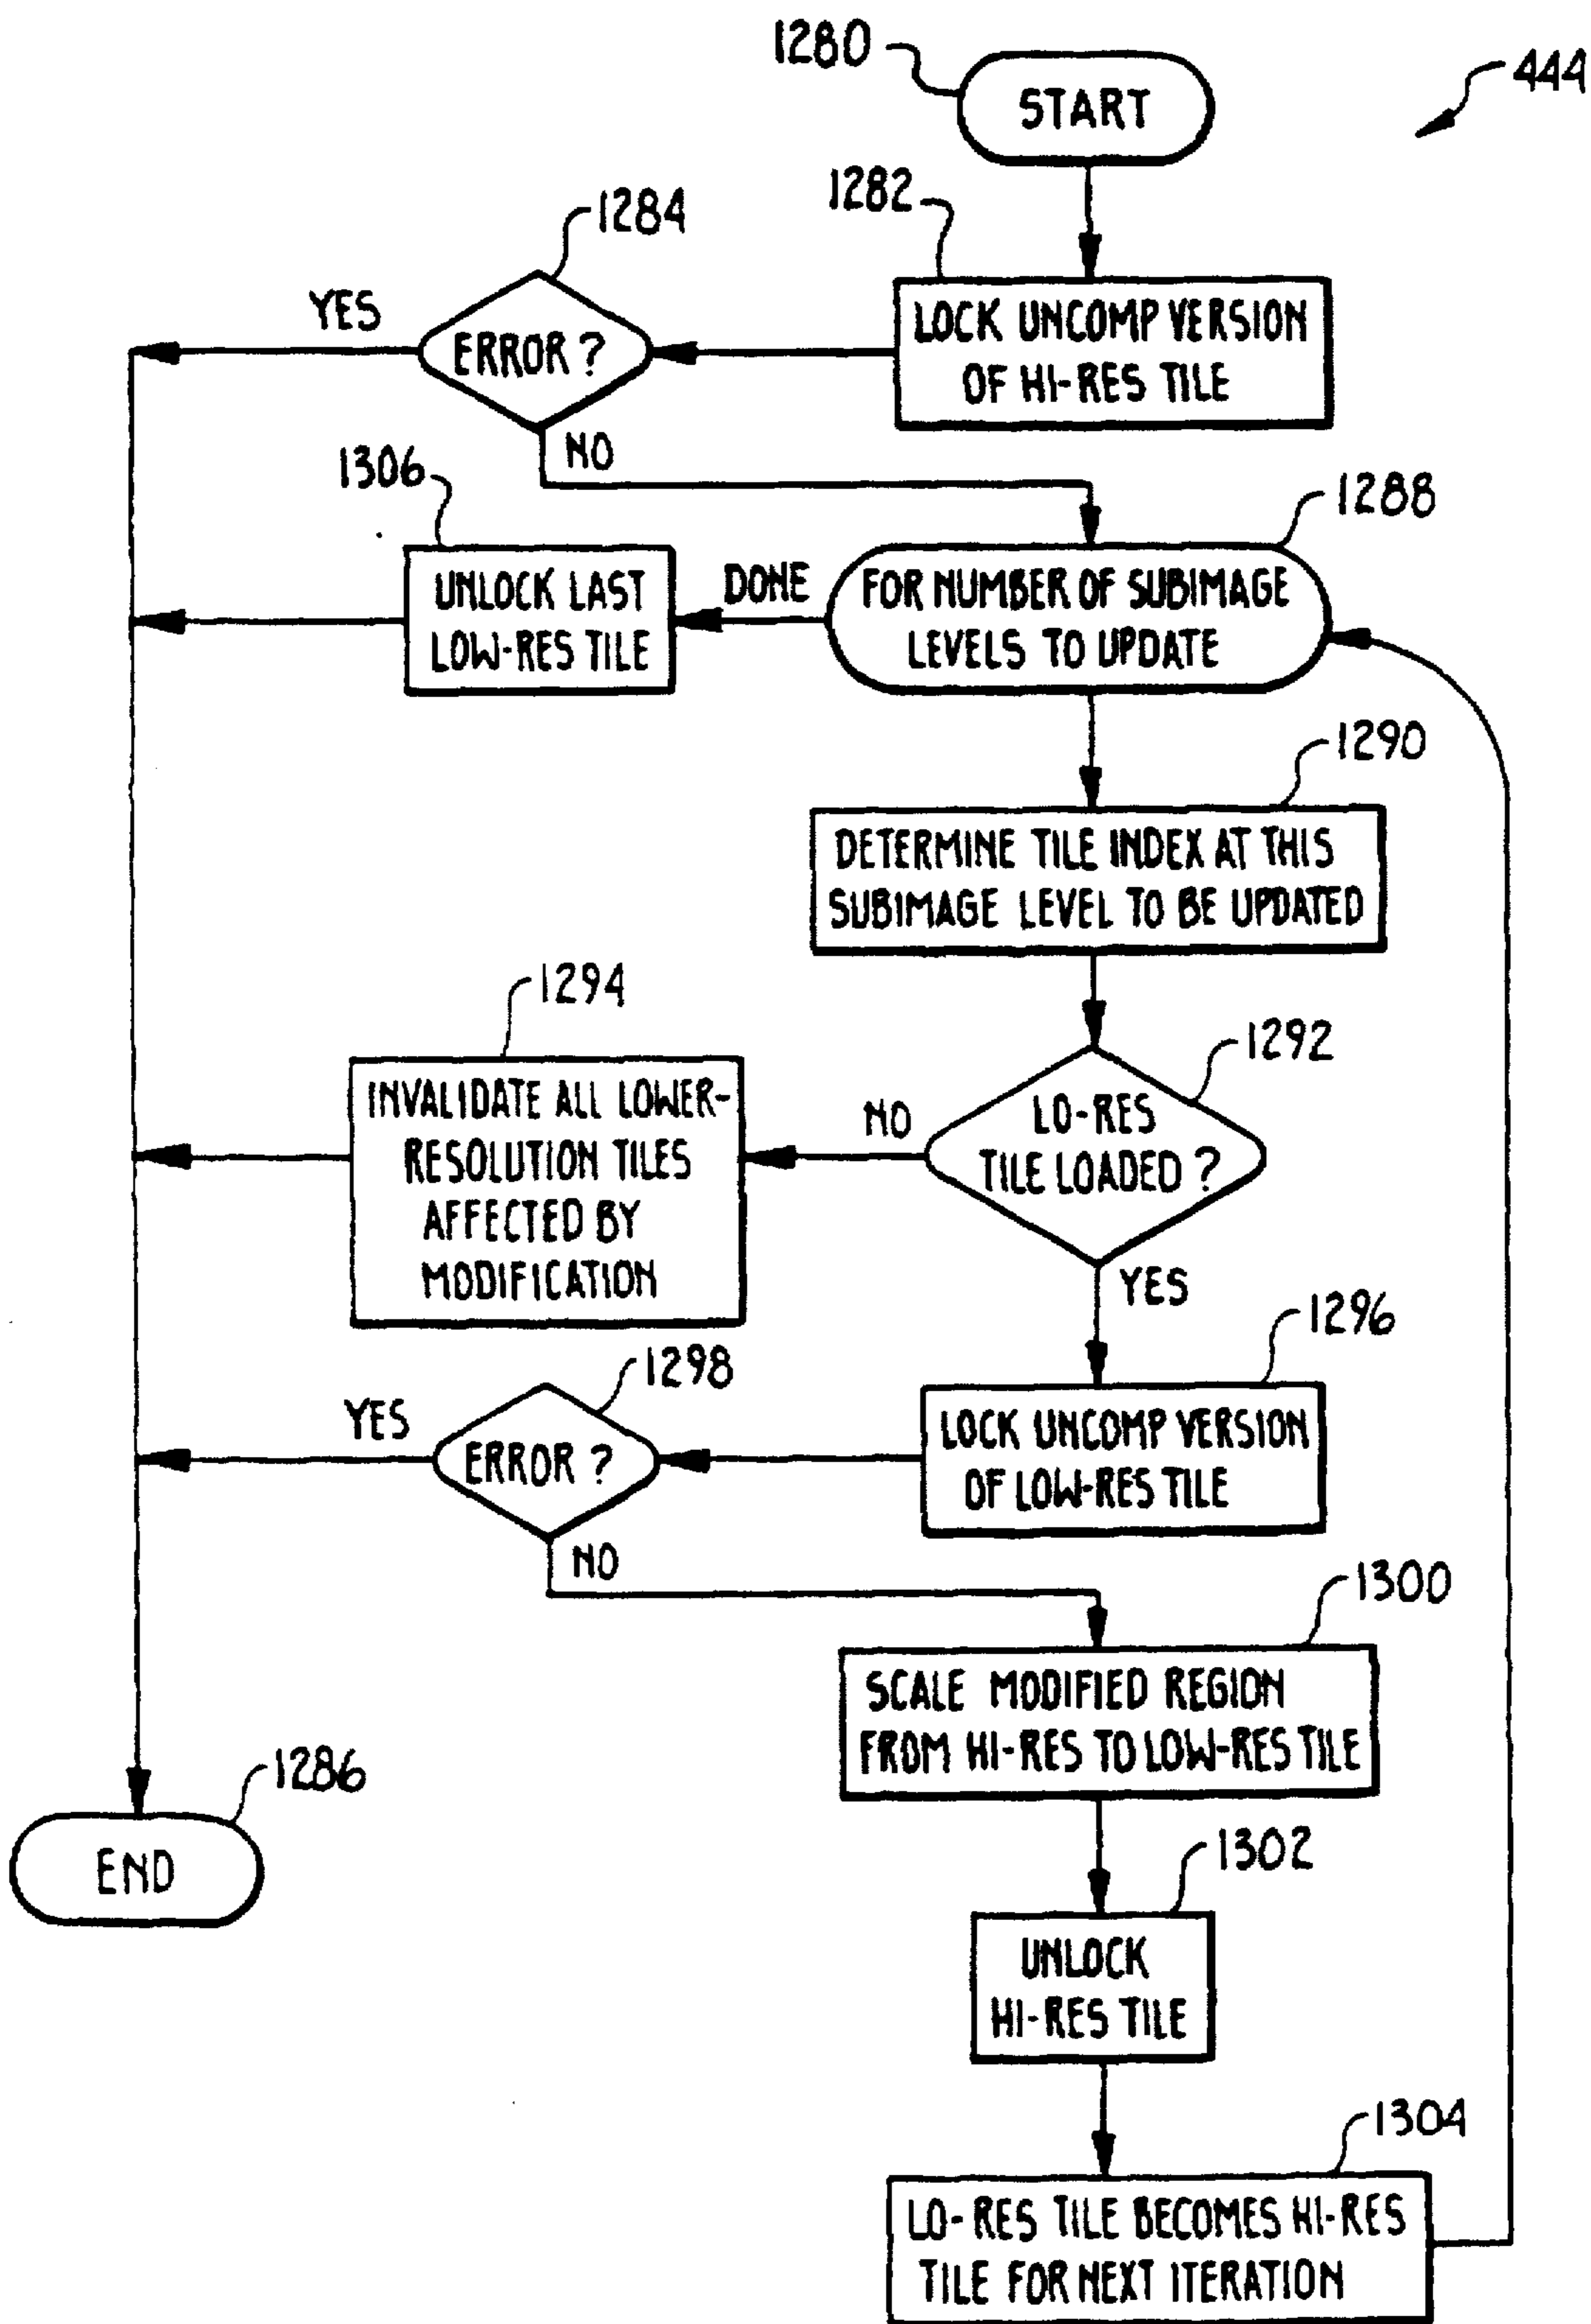 1280
START
444
1282
LOCK UNCOMP VERSION
OF HI-RES TILE
1284
ERROR ?
YES
NO
1306
UNLOCK LAST
LOW-RES TILE
DONE
1288
FOR NUMBER OF SUBIMAGE
LEVELS TO UPDATE
1290
DETERMINE TILE INDEX AT THIS
SUBIMAGE LEVEL TO BE UPDATED
1294
INVALIDATE ALL LOWER-
RESOLUTION TILES
AFFECTED BY
MODIFICATION
NO
1292
LO-RES
TILE LOADED ?
YES
1296
LOCK UNCOMP VERSION
OF LOW-RES TILE
1298
ERROR ?
YES
NO
1300
SCALE MODIFIED REGION
FROM HI-RES TO LOW-RES TILE
1286
END
1302
UNLOCK
HI-RES TILE
1304
LO-RES TILE BECOMES HI-RES
TILE FOR NEXT ITERATION